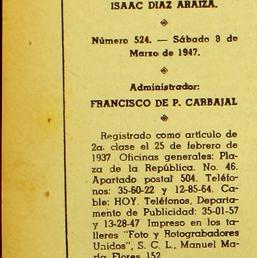 ISAAC DIAZ ARAIZA.
Número 524. — Sábado 8 de
Marzo de 1947.
Administrador:
FRANCISCO DE P. CARBAJAL
Registrado como artículo de
2a. clase el 25 de febrero de
1937 Oficinas generales: Pla-
za de la República. No. 46.
Apartado postal 504. Teléfo-
nos: 35-60-22 y 12-85-64. Ca-
ble: HOY. Teléfonos, Departa-
mento de Publicidad: 35-01-57
y 13-28-47 Impreso en los ta-
lleres "Foto y Rotograbadores
Unidos", S. C. L., Manuel Ma-
ría Flores 152